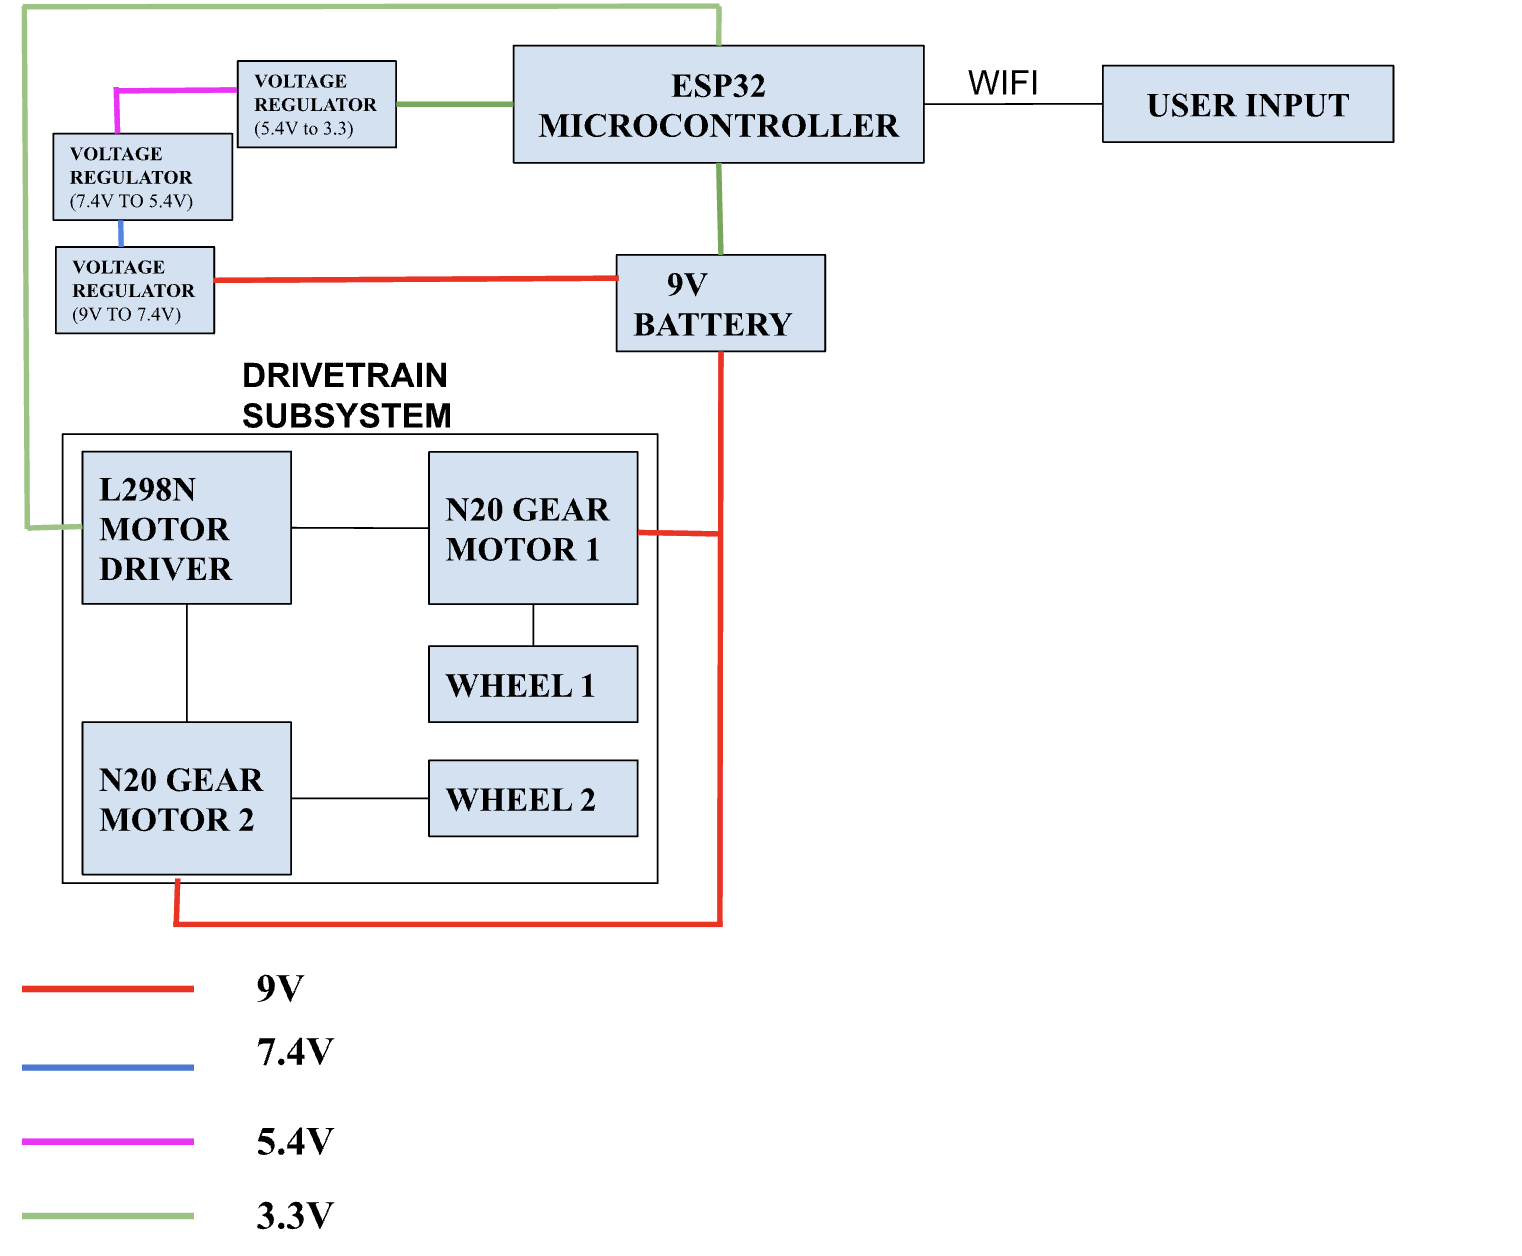 ESP32
MICROCONTROLLER
WIFI
USER INPUT
VOLTAGE
REGULATOR
(5.4V to 3.3)
VOLTAGE
REGULATOR
(7.4V TO 5.4V)
VOLTAGE
REGULATOR
(9V TO 7.4V)
9V
BATTERY
DRIVETRAIN
SUBSYSTEM
L298N
MOTOR
DRIVER
N20 GEAR
MOTOR 1
WHEEL 1
N20 GEAR
MOTOR 2
WHEEL 2
9V
7.4V
5.4V
3.3V